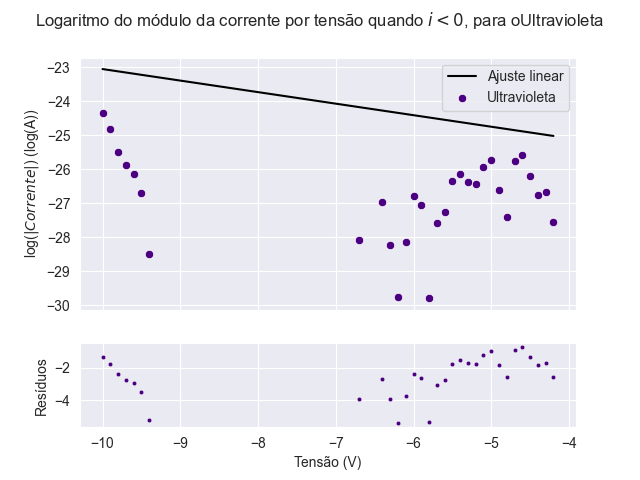 Logaritmo do módulo da corrente por tensão quando i < 0, para oUltravioleta
Ajuste linear
Ultravioleta
log(|Corrente|) (log(A))
−23
−24
−25
−26
−27
−28
−29
−30
Resíduos
−2
−4
−10
−9
−8
−7
−6
−5
−4
Tensão (V)